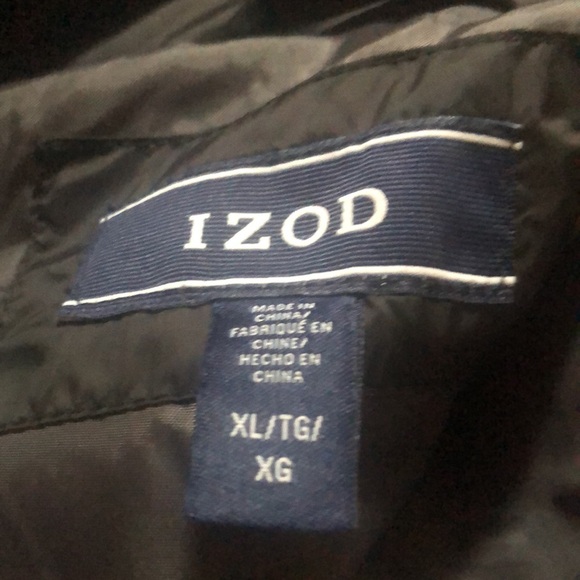 IZOD
MADE IN
CHINA/
FABRIQUÉ EN
CHINE/
HECHO EN
CHINA
XL/TG/
XG